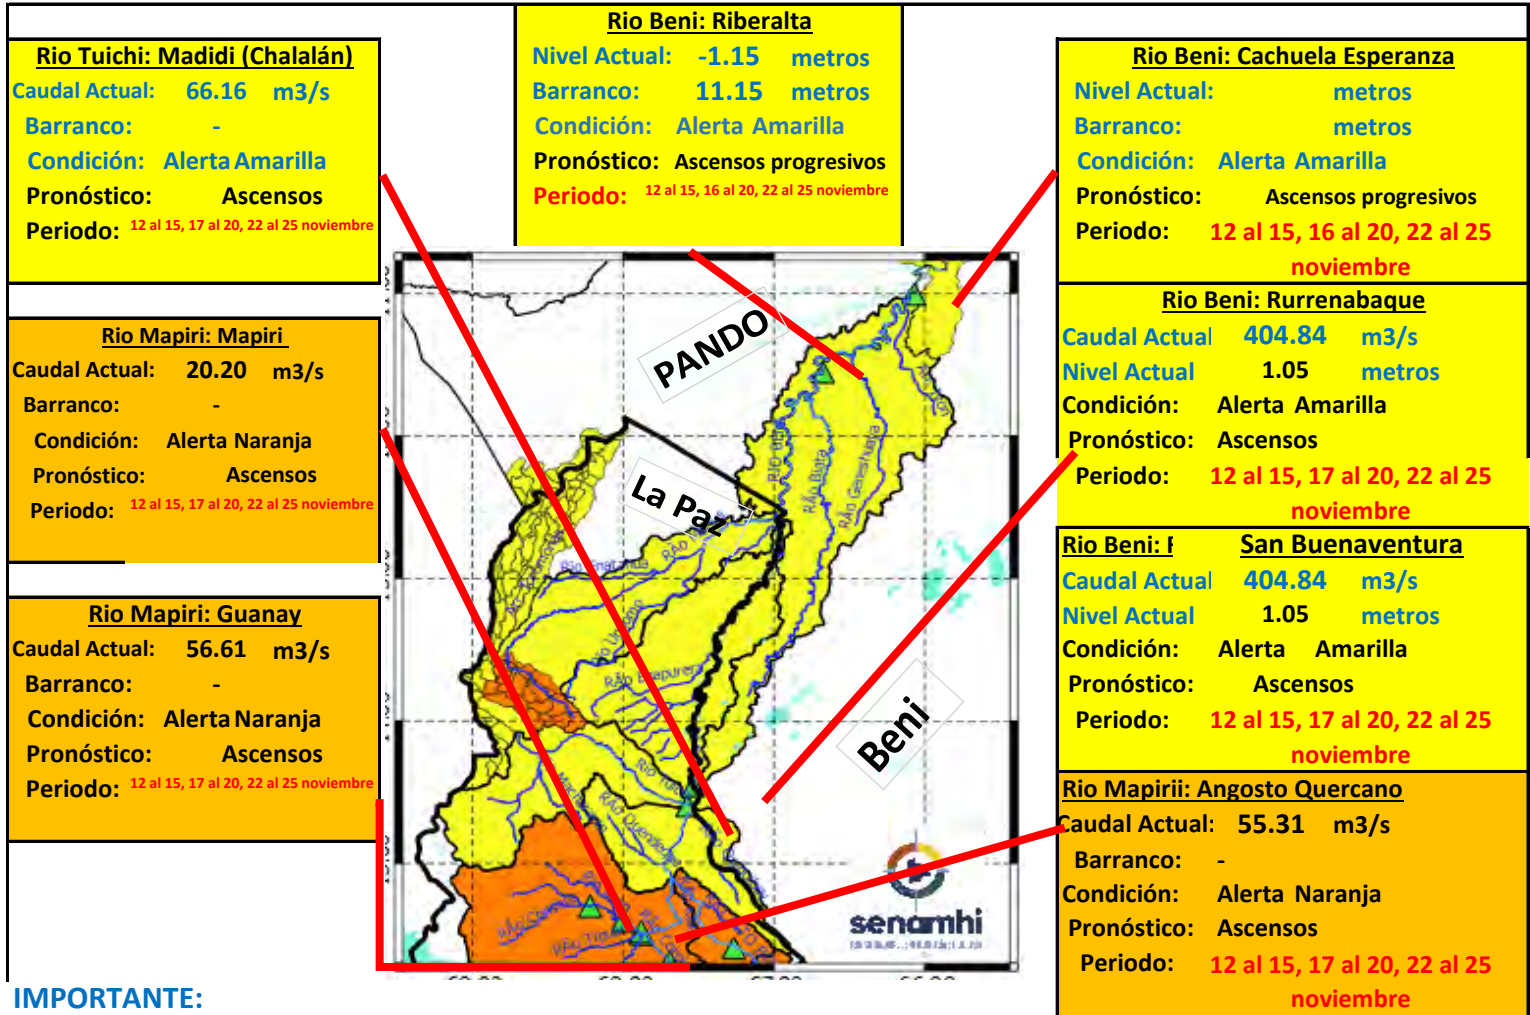 Rio Tuichi: Madidi (Chalalán)
Caudal Actual: 66.16 m3/s
Barranco: -
Condición: Alerta Amarilla
Pronóstico: Ascensos
Periodo: 12 al 15, 17 al 20, 22 al 25 noviembre
Rio Mapiri: Mapiri
Caudal Actual: 20.20 m3/s
Barranco: -
Condición: Alerta Naranja
Pronóstico: Ascensos
Periodo: 12 al 15, 17 al 20, 22 al 25 noviembre
Rio Mapiri: Guanay
Caudal Actual: 56.61 m3/s
Barranco: -
Condición: Alerta Naranja
Pronóstico: Ascensos
Periodo: 12 al 15, 17 al 20, 22 al 25 noviembre
Rio Beni: Riberalta
Nivel Actual: -1.15 metros
Barranco: 11.15 metros
Condición: Alerta Amarilla
Pronóstico: Ascensos progresivos
Periodo: 12 al 15, 16 al 20, 22 al 25 noviembre
PANDO
La Paz
Beni
RÃo Biata
RÃo Geneshuaya
senamhi
Rio Beni: Cachuela Esperanza
Nivel Actual: metros
Barranco: metros
Condición: Alerta Amarilla
Pronóstico: Ascensos progresivos
Periodo: 12 al 15, 16 al 20, 22 al 25
noviembre
Rio Beni: Rurrenabaque
Caudal Actual 404.84 m3/s
Nivel Actual 1.05 metros
Condición: Alerta Amarilla
Pronóstico: Ascensos
Periodo: 12 al 15, 17 al 20, 22 al 25
noviembre
Rio Beni: San Buenaventura
Caudal Actual 404.84 m3/s
Nivel Actual 1.05 metros
Condición: Alerta Amarilla
Pronóstico: Ascensos
Periodo: 12 al 15, 17 al 20, 22 al 25
noviembre
Rio Mapirii: Angosto Quercano
Caudal Actual: 55.31 m3/s
Barranco: -
Condición: Alerta Naranja
Pronóstico: Ascensos
Periodo: 12 al 15, 17 al 20, 22 al 25
noviembre
IMPORTANTE: